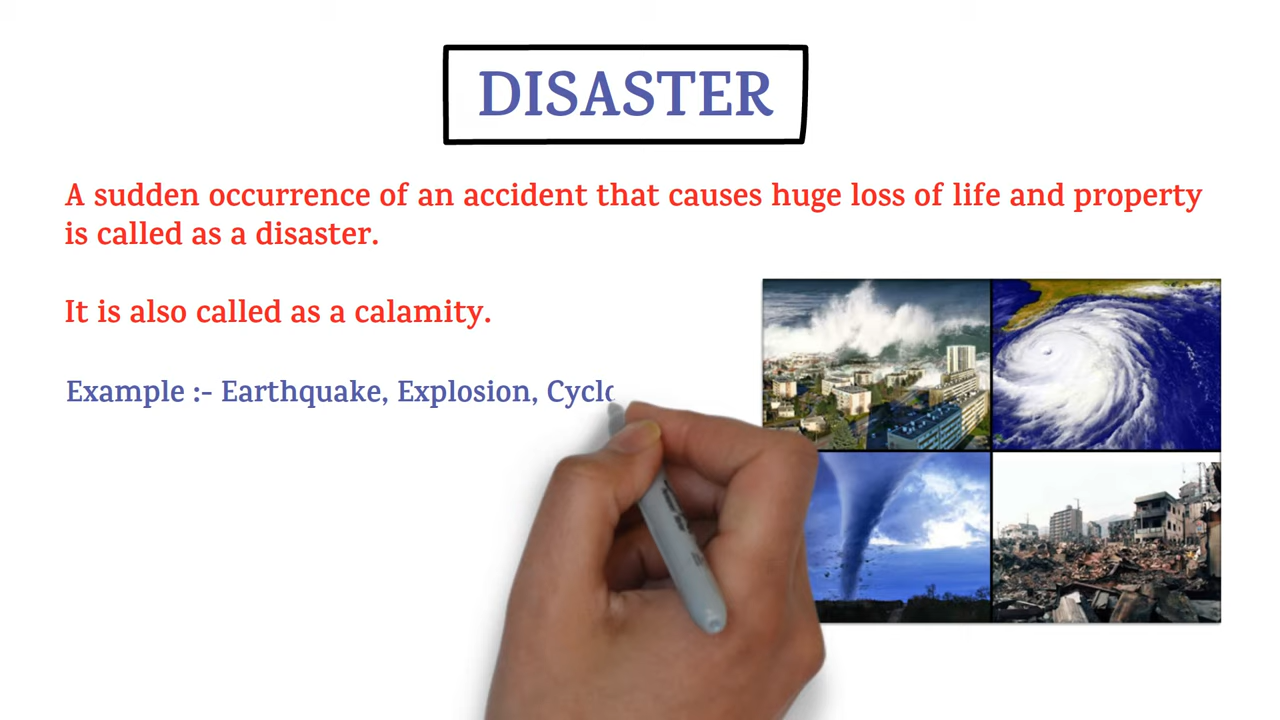 DISASTER
A sudden occurrence of an accident that causes huge loss of life and property
is called as a disaster.
It is also called as a calamity.
Example :- Earthquake, Explosion,